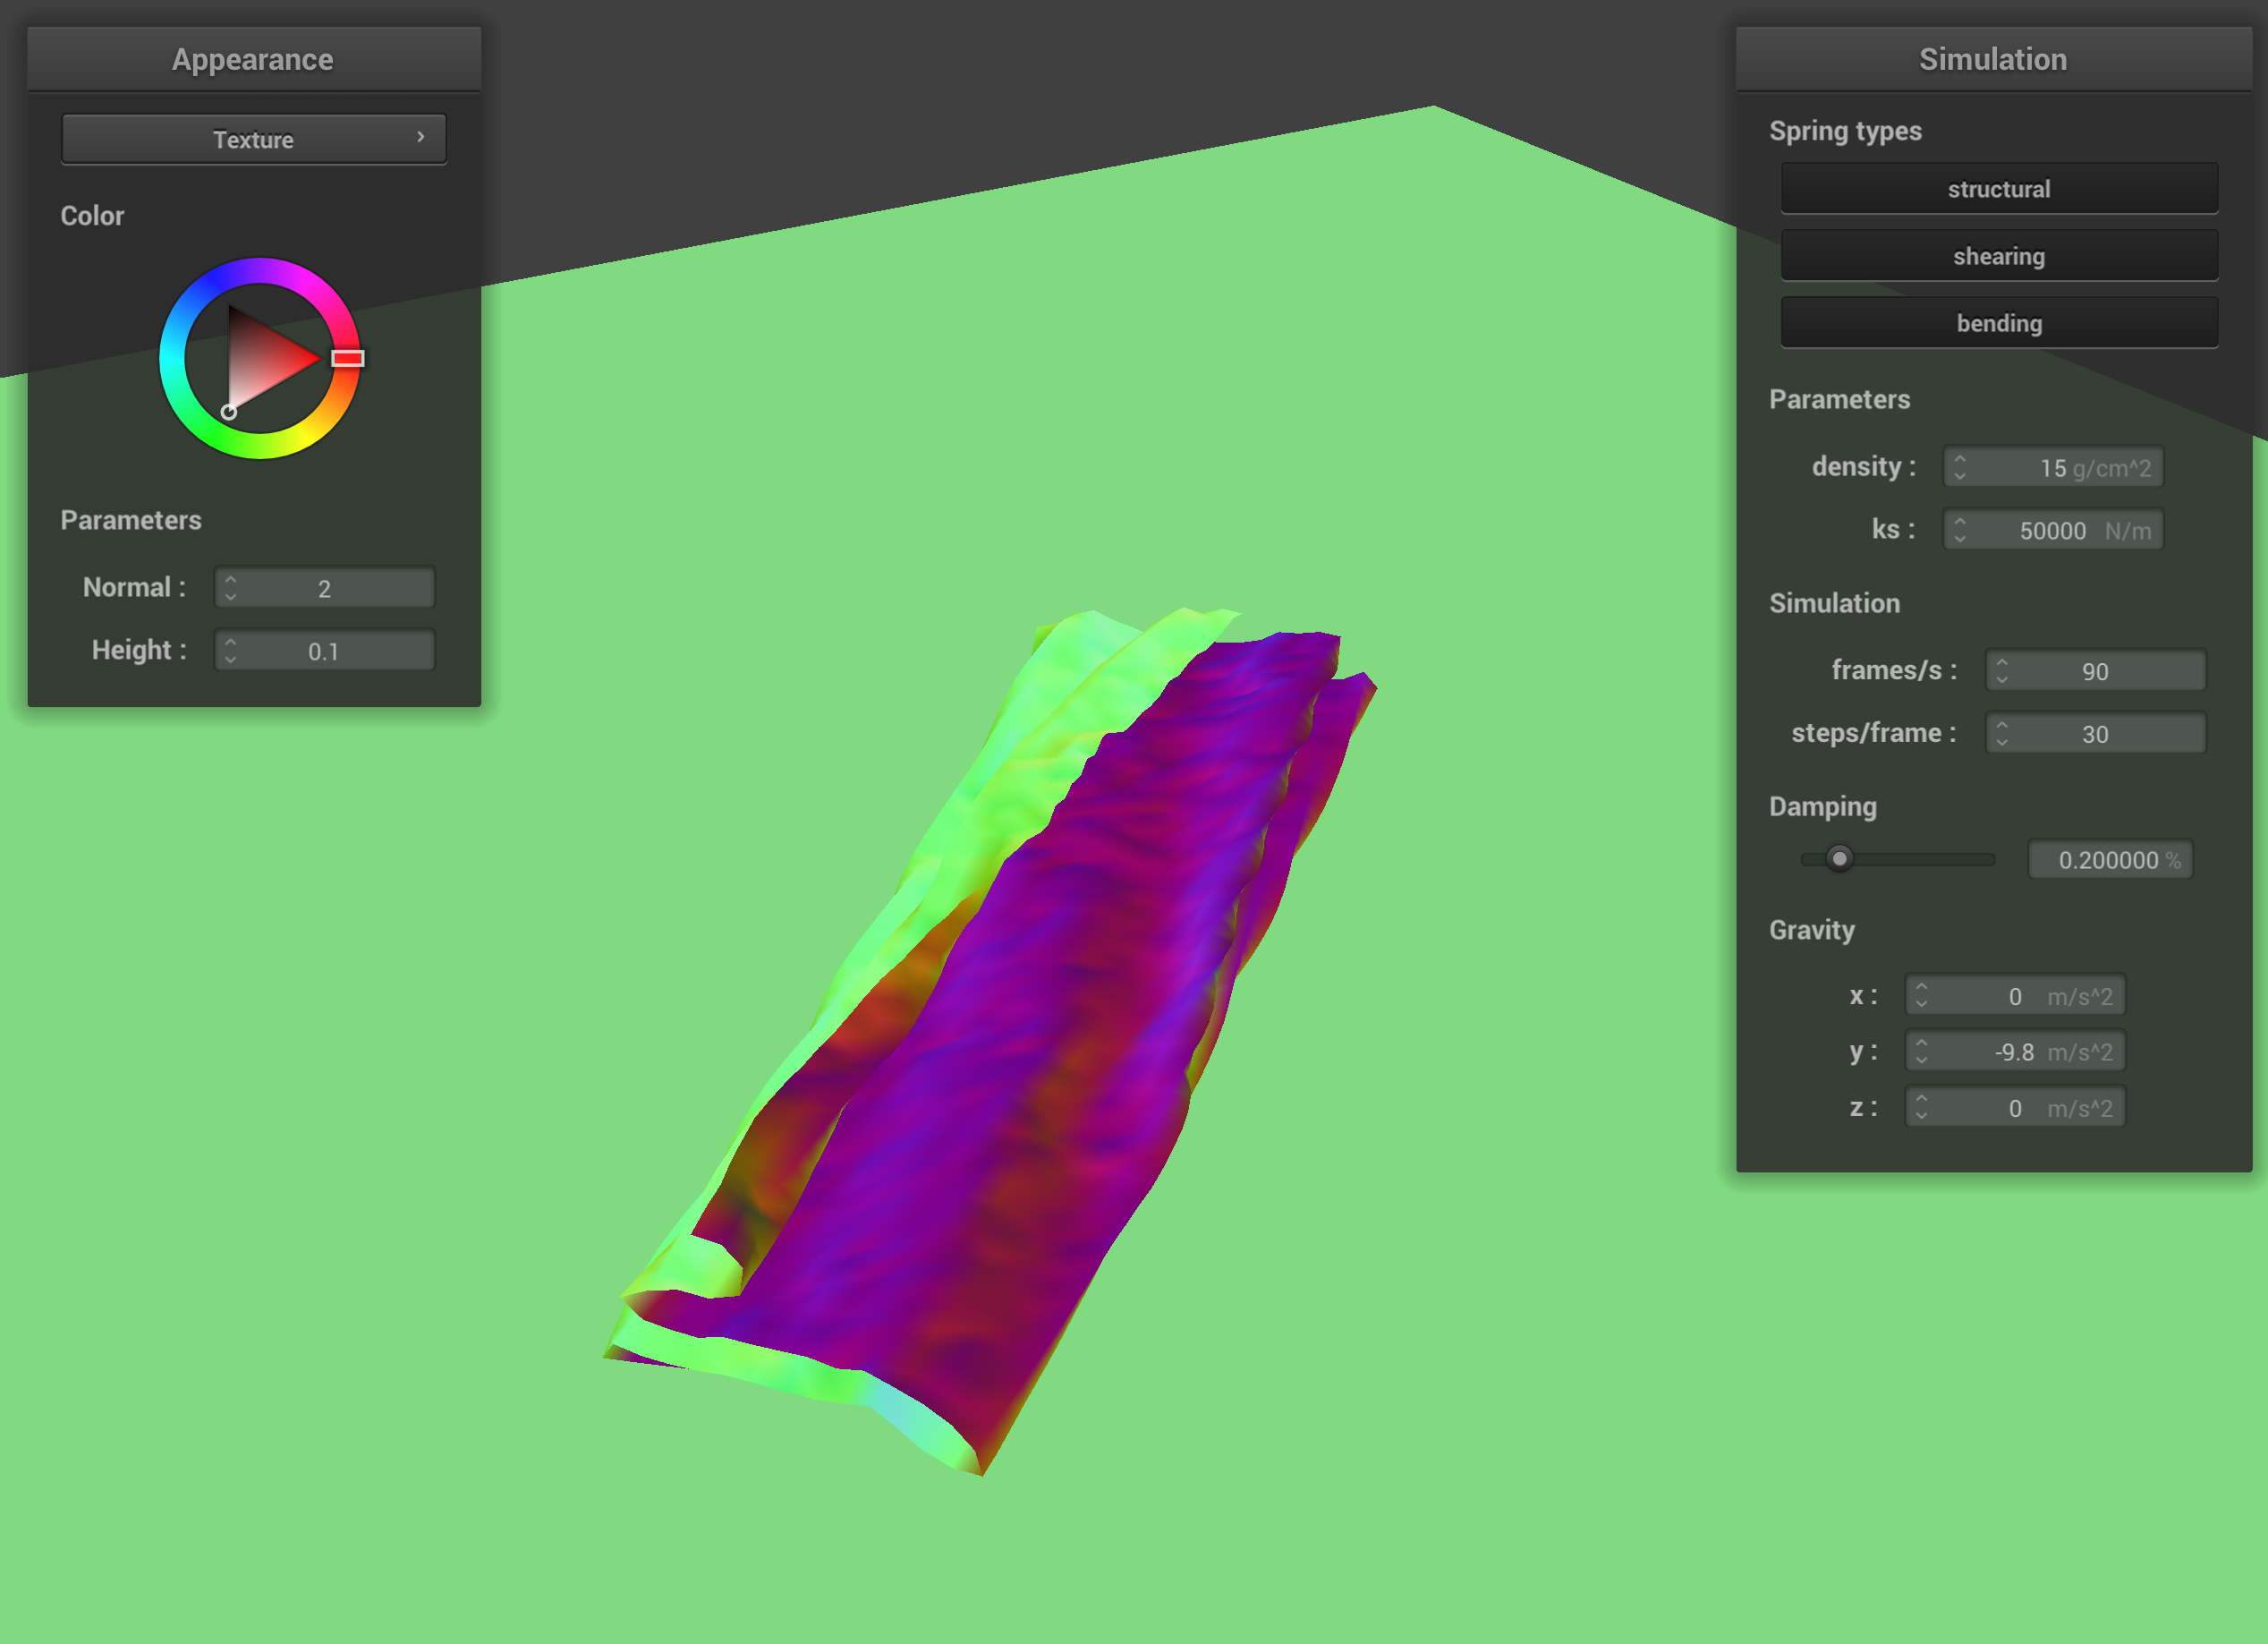 Appearance
Texture
Color
Parameters
Normal : 2
Height : 0.1
Simulation
Spring types
structural
shearing
bending
Parameters
density : 15 g/cm^2
ks : 50000 N/m
Simulation
frames/s : 90
steps/frame : 30
Damping
0.200000 %
Gravity
x : 0 m/s^2
y : -9.8 m/s^2
z : 0 m/s^2